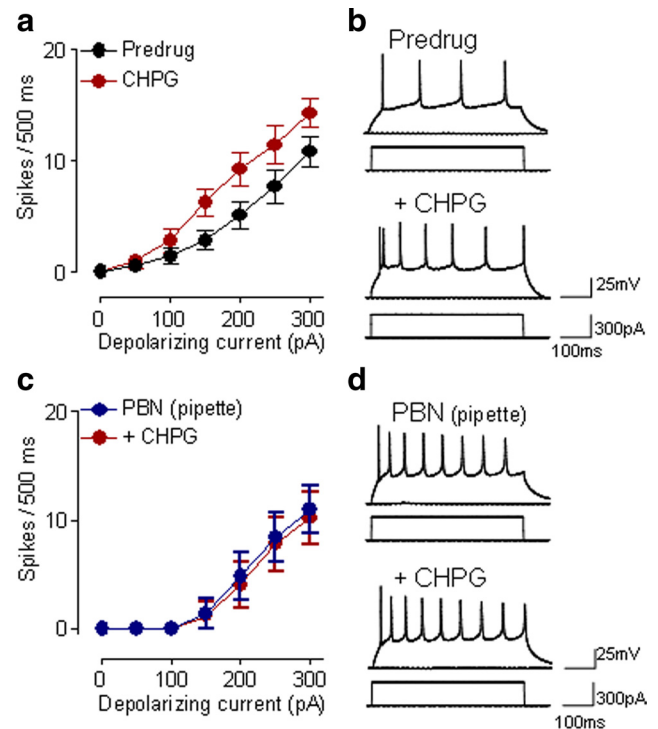 a
20
Predrug
CHPG
Spikes / 500 ms
10
0
0
100
200
300
Depolarizing current (pA)
b
Predrug
+ CHPG
25mV
300pA
100ms
c
20
PBN (pipette)
+ CHPG
Spikes / 500 ms
10
0
0
100
200
300
Depolarizing current (pA)
d
PBN (pipette)
+ CHPG
25mV
300pA
100ms